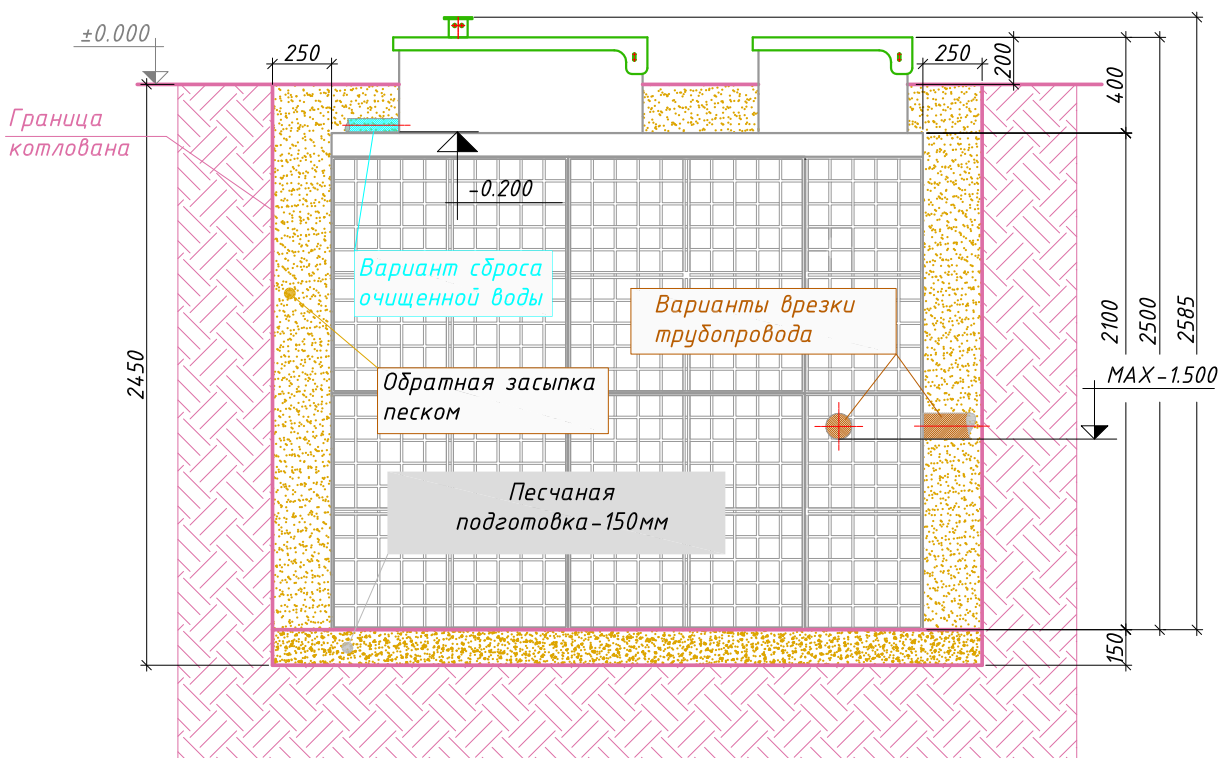 ±0.000
250
250
200
400
Граница
котлована
-0.200
Вариант сброса
очищенной воды
Варианты врезки
трубопровода
2450
2100
2500
2585
Обратная засыпка
песком
MAX-1.500
Песчаная
подготовка-150мм
150